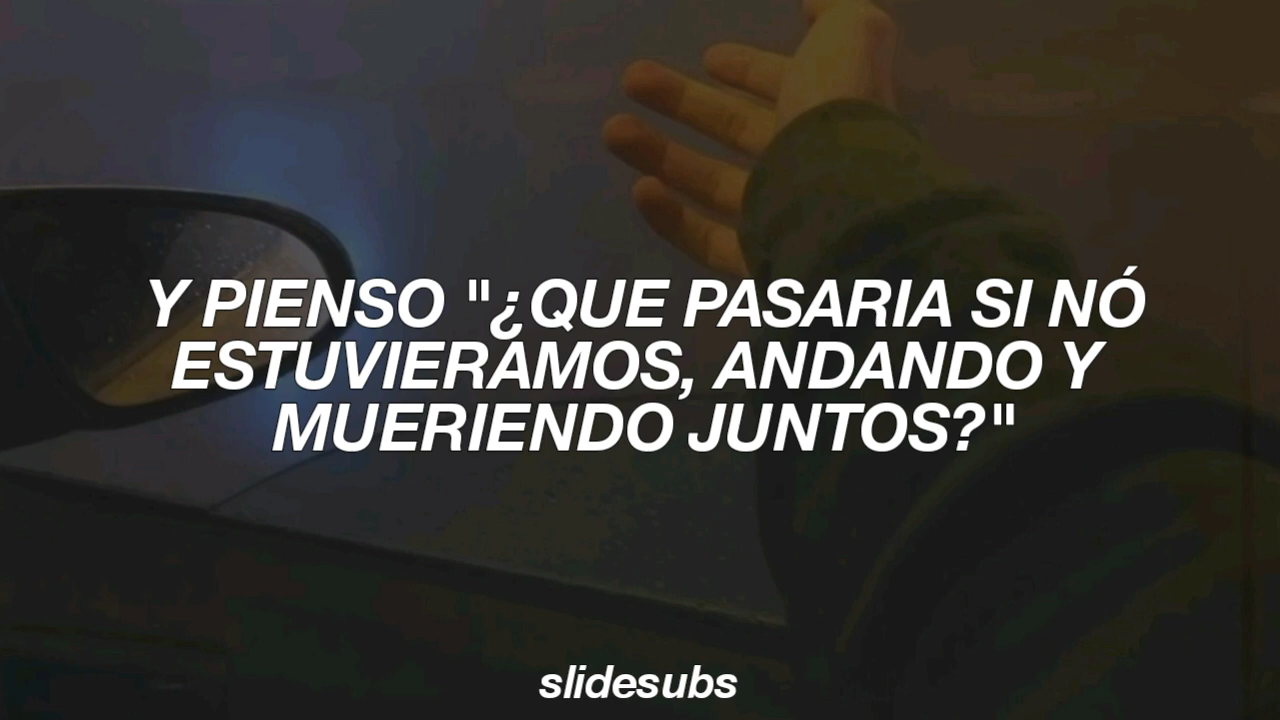 Y PIENSO "¿QUE PASARIA SI NÓ
ESTUVIERAMOS, ANDANDO Y
MUERIENDO JUNTOS?"
slidesubs